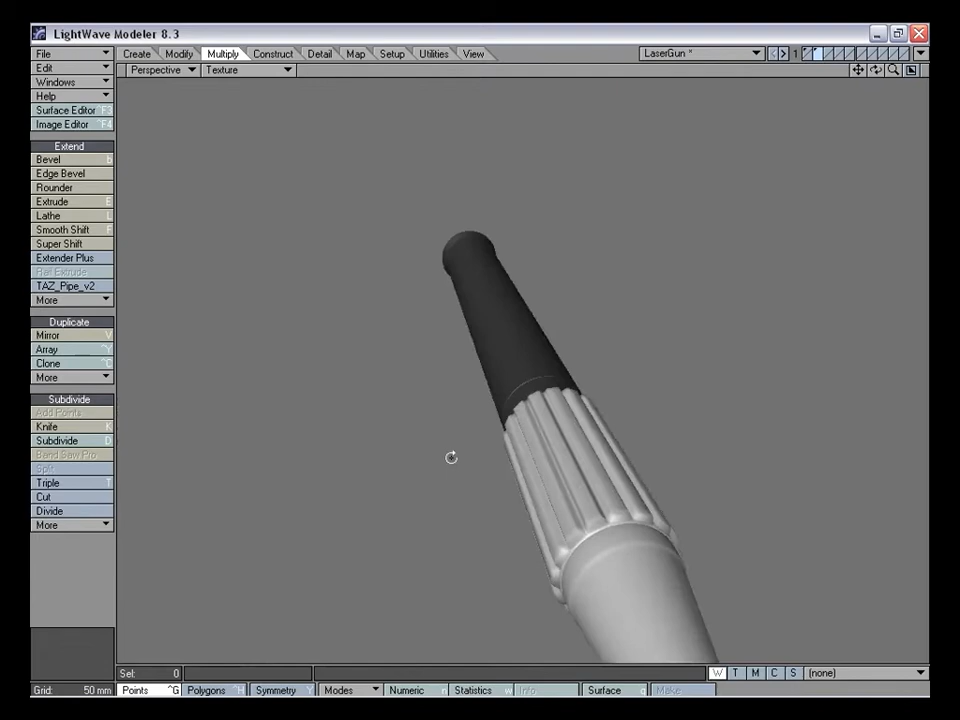 LightWave Modeler 8.3
File
Create Modify Multiply Construct Detail Map Setup Utilities View LaserGun * 1
Edit
Perspective Texture
Windows
Help
Surface Editor F3
Image Editor ^F4
Extend
Bevel b
Edge Bevel
Rounder
Extrude E
Lathe L
Smooth Shift F
Super Shift
Extender Plus
Rail Extrude
TAZ_Pipe_v2
More
Duplicate
Mirror V
Array ^Y
Clone ^C
More
Subdivide
Add Points
Knife K
Subdivide D
Band Saw Pro
Split
Triple T
Cut
Divide
More
Sel: 0 W T M C S (none)
Grid: 50 mm Points ^G Polygons ^H Symmetry Y Modes Numeric n Statistics w Info Surface q Make